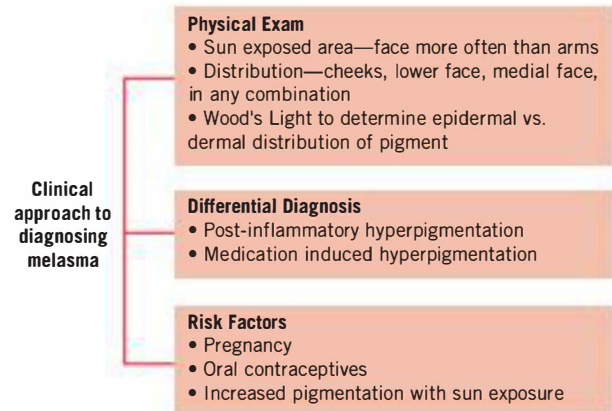 Clinical
approach to
diagnosing
melasma
Physical Exam
• Sun exposed area—face more often than arms
• Distribution—cheeks, lower face, medial face,
in any combination
• Wood's Light to determine epidermal vs.
dermal distribution of pigment
Differential Diagnosis
• Post-inflammatory hyperpigmentation
• Medication induced hyperpigmentation
Risk Factors
• Pregnancy
• Oral contraceptives
• Increased pigmentation with sun exposure